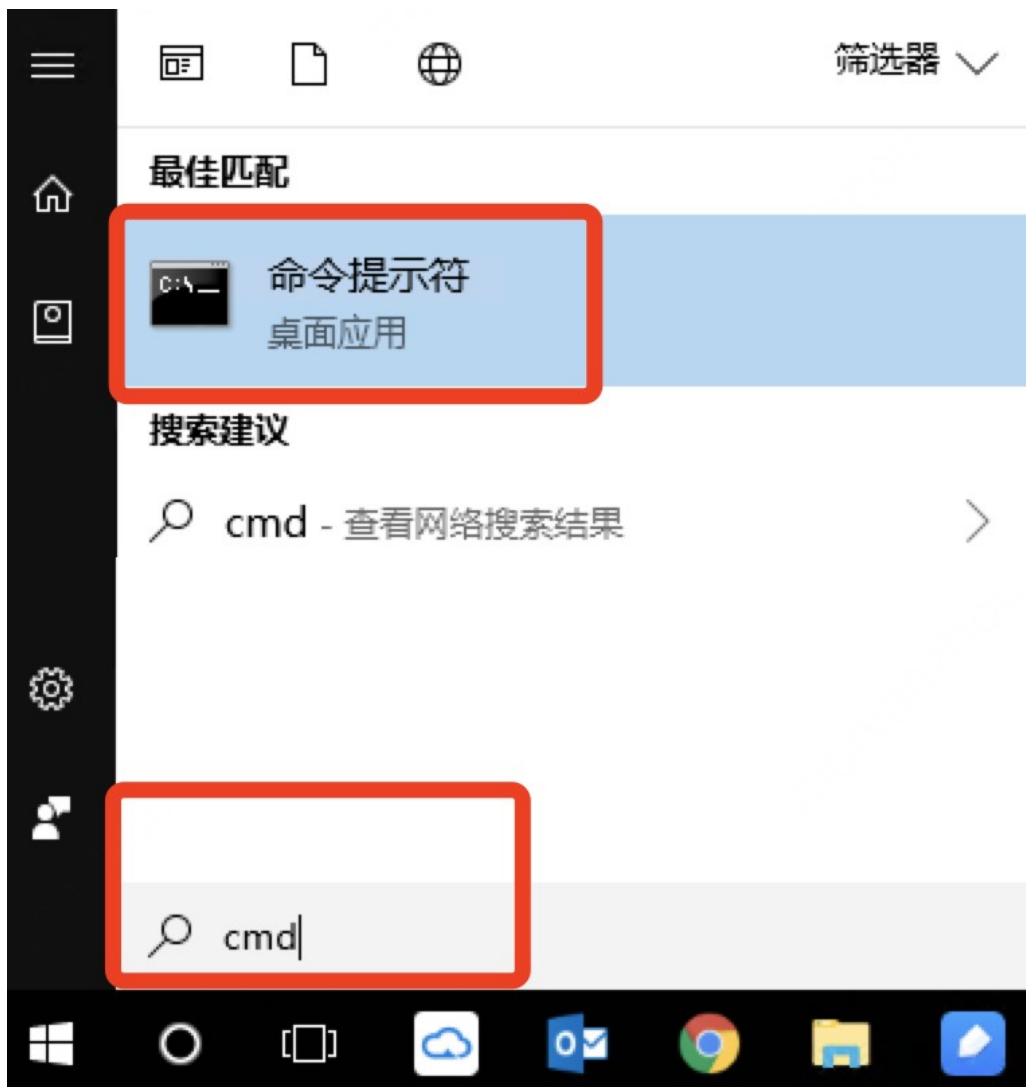 筛选器
最佳匹配
C:\_
命令提示符
桌面应用
搜索建议
cmd - 查看网络搜索结果
cmd